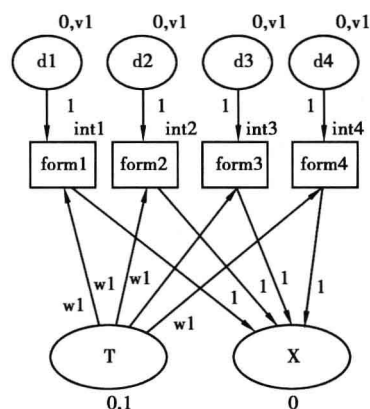 0,v1 0,v1 0,v1 0,v1
d1 d2 d3 d4
1 1 1 1
int1 int2 int3 int4
form1 form2 form3 form4
w1 w1 w1 w1
1 1 1 1
T X
0,1 0